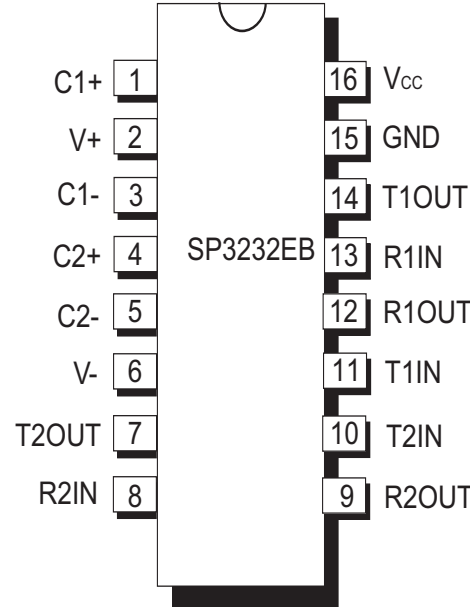 C1+ 1 16 Vcc
V+ 2 15 GND
C1- 3 14 T1OUT
C2+ 4 SP3232EB 13 R1IN
C2- 5 12 R1OUT
V- 6 11 T1IN
T2OUT 7 10 T2IN
R2IN 8 9 R2OUT